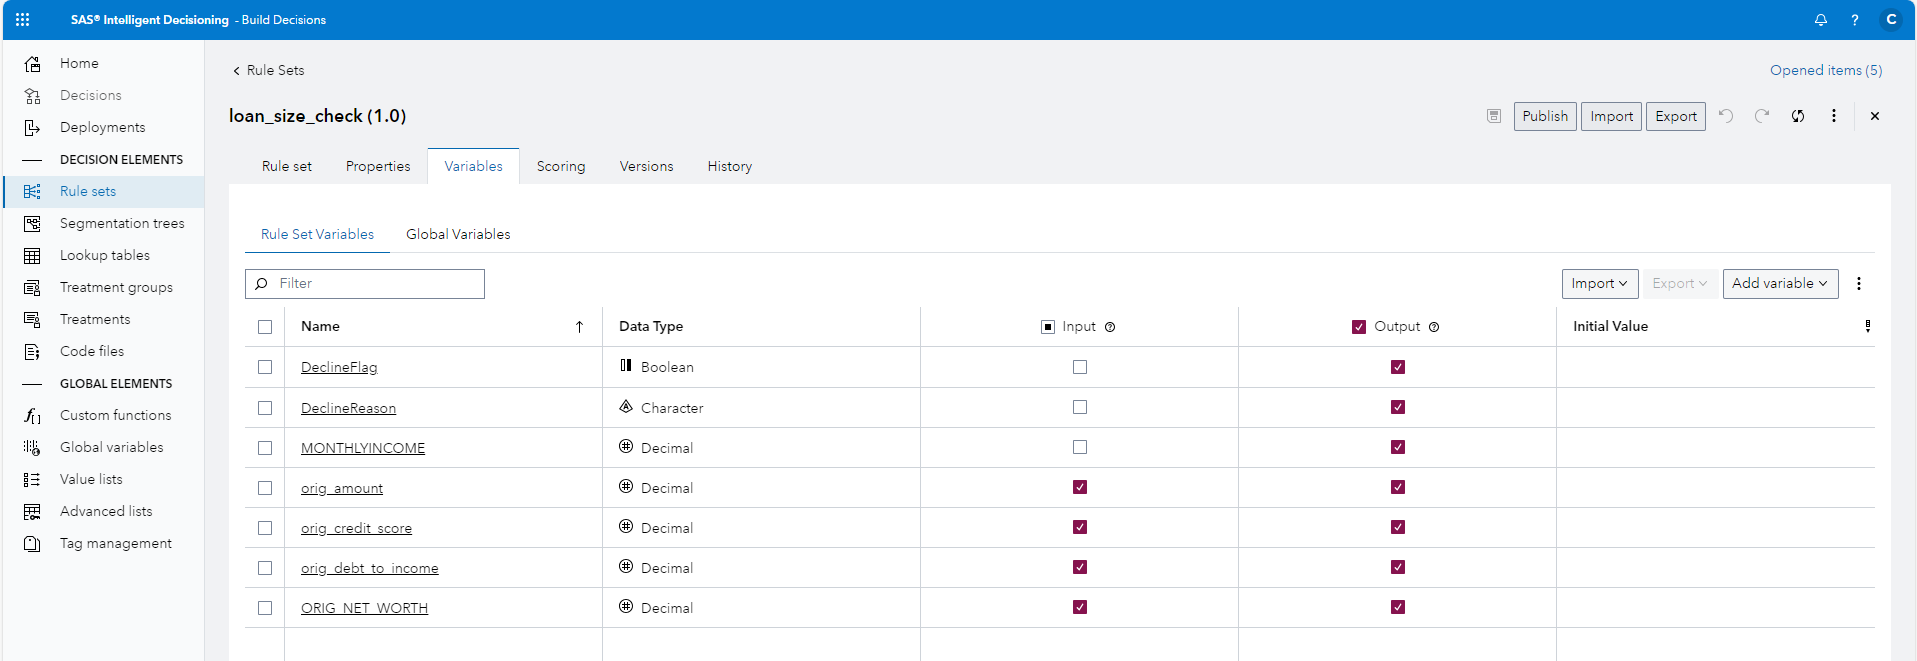 SAS® Intelligent Decisioning - Build Decisions
? C
Home
Decisions
Deployments
DECISION ELEMENTS
Rule sets
Segmentation trees
Lookup tables
Treatment groups
Treatments
Code files
GLOBAL ELEMENTS
Custom functions
Global variables
Value lists
Advanced lists
Tag management
Rule Sets
Opened items (5)
loan_size_check (1.0)
Publish Import Export
Rule set Properties Variables Scoring Versions History
Rule Set Variables Global Variables
Filter
Import Export Add variable
Name Data Type Input Output Initial Value
DeclineFlag Boolean
DeclineReason Character
MONTHLYINCOME Decimal
orig_amount Decimal
orig_credit_score Decimal
orig_debt_to_income Decimal
ORIG_NET_WORTH Decimal